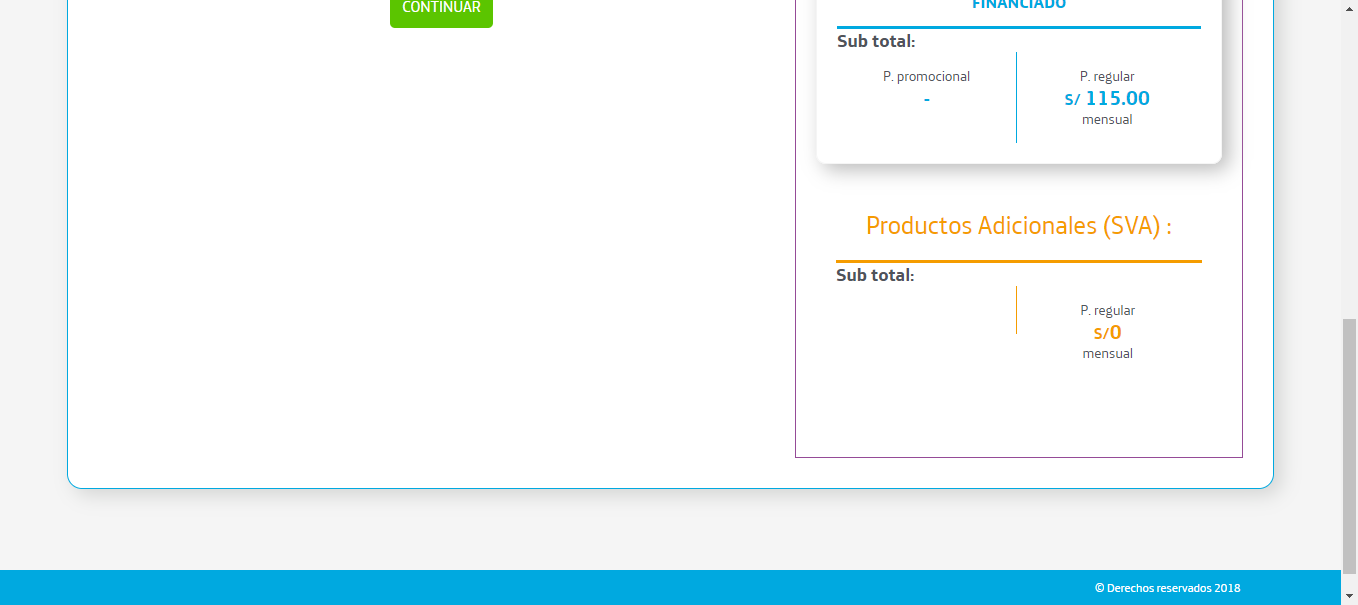 CONTINUAR
FINANCIADO
Sub total:
P. promocional
-
P. regular
S/ 115.00
mensual
Productos Adicionales (SVA) :
Sub total:
P. regular
S/0
mensual
© Derechos reservados 2018